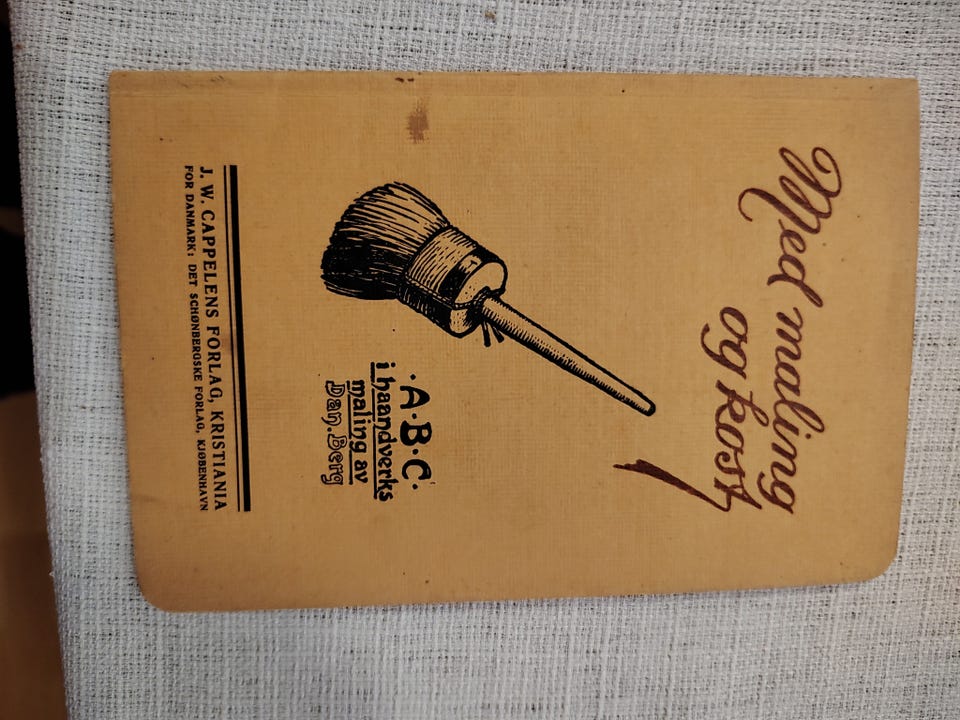 Med maling
og kost
·A·B·C·
i haandverks
maling av
Dan. Berg
J. W. CAPPELENS FORLAG, KRISTIANIA
FOR DANMARK: DET SCHØNBERGSKE FORLAG, KJØBENHAVN